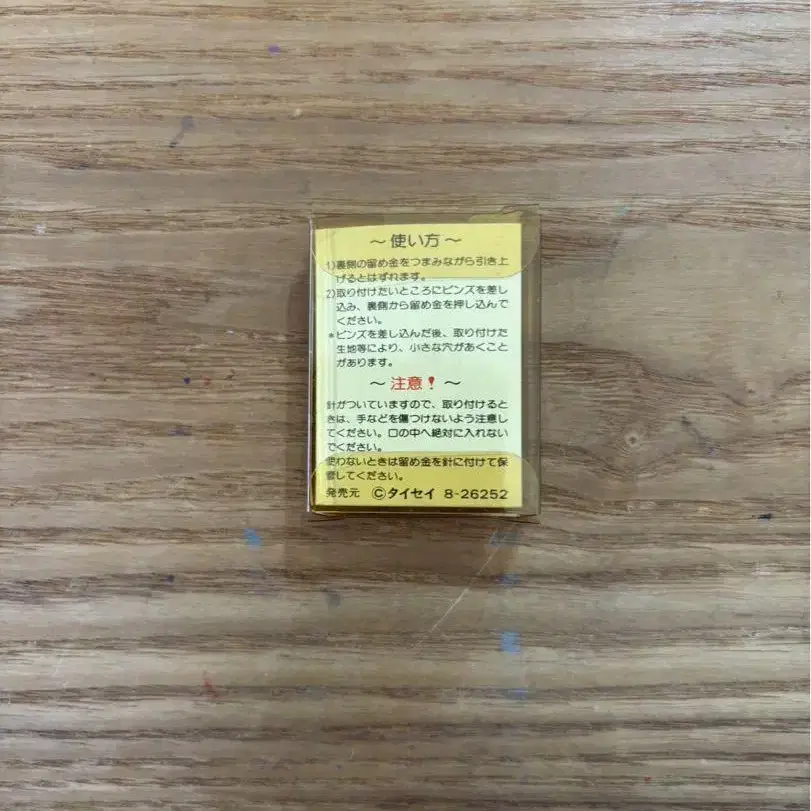 ～ 使い方 ～
1)裏側の留め金をつまみながら引き上
げるとはずれます。
2)取り付けたいところにピンズを差し
込み、裏側から留め金を押し込んで
ください。
*ピンズを差し込んだ後、取り付けた
生地等により、小さな穴があくこと
があります。
～ 注意！ ～
針がついていますので、取り付けると
きは、手などを傷つけないよう注意し
てください。口の中へ絶対に入れない
でください。
使わないときは留め金を針に付けて保
管してください。
発売元 Ⓒタイセイ 8-26252